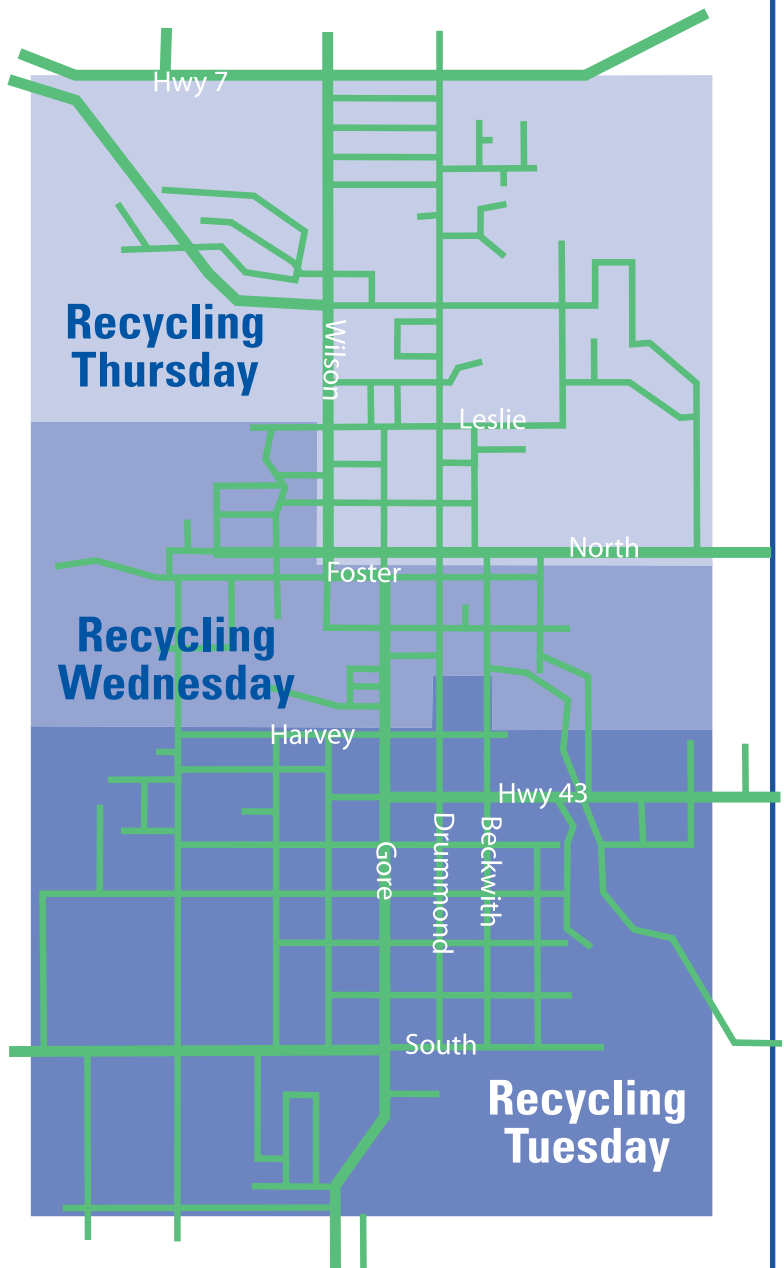 Hwy 7
Recycling
Thursday
Wilson
Leslie
North
Foster
Recycling
Wednesday
Harvey
Hwy 43
Gore
Drummond
Beckwith
South
Recycling
Tuesday